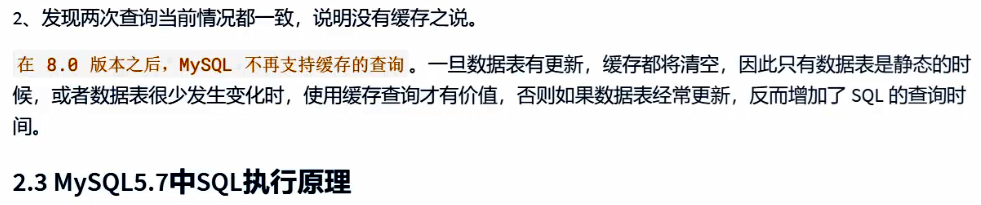 2、发现两次查询当前情况都一致，说明没有缓存之说。
在 8.0 版本之后，MySQL 不再支持缓存的查询。一旦数据表有更新，缓存都将清空，因此只有数据表是静态的时
候，或者数据表很少发生变化时，使用缓存查询才有价值，否则如果数据表经常更新，反而增加了 SQL 的查询时
间。
2.3 MySQL5.7中SQL执行原理